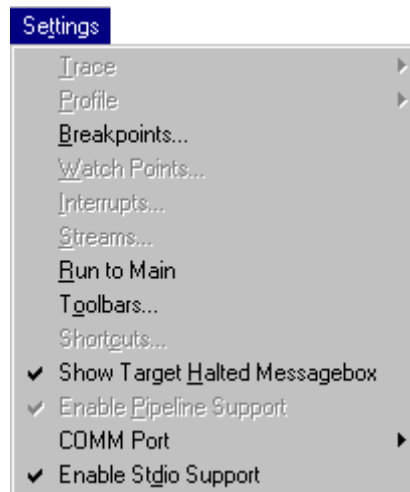 Settings
Trace
Profile
Breakpoints...
Watch Points...
Interrupts...
Streams...
Run to Main
Toolbars...
Shortcuts...
Show Target Halted Messagebox
Enable Pipeline Support
COMM Port
Enable Stdio Support